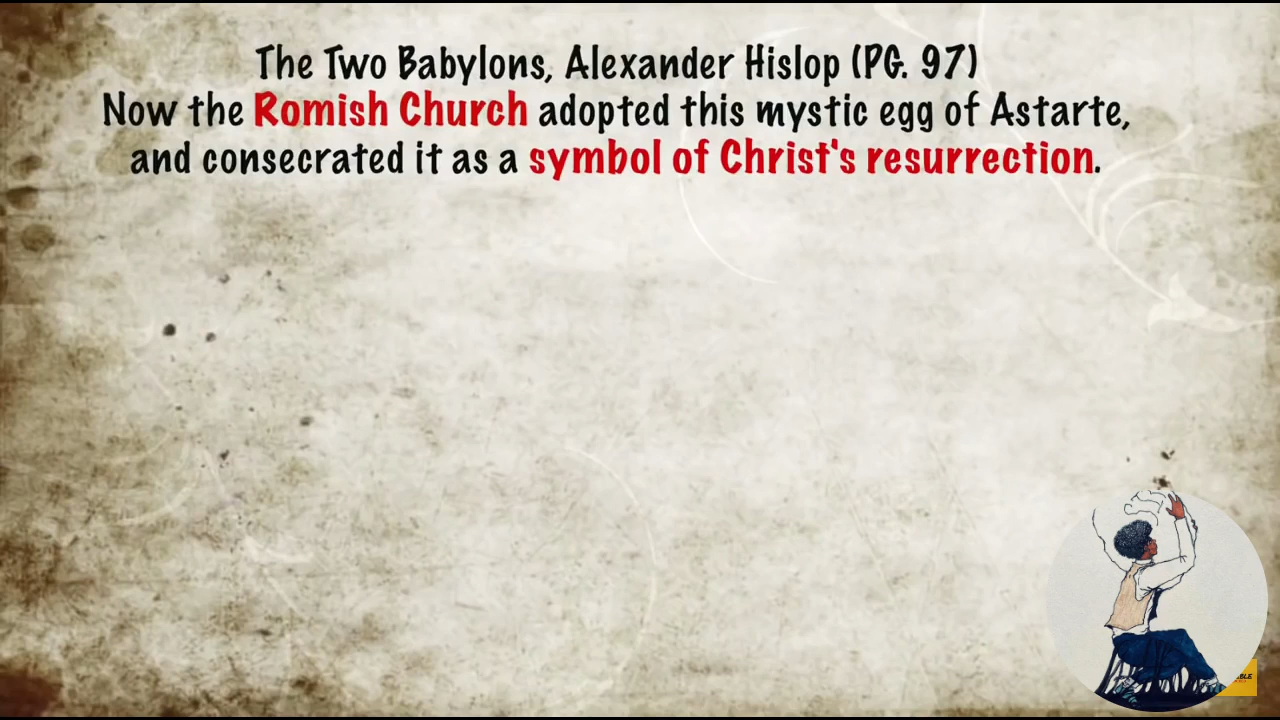 The Two Babylons, Alexander Hislop (PG. 97)
Now the Romish Church adopted this mystic egg of Astarte,
and consecrated it as a symbol of Christ's resurrection.